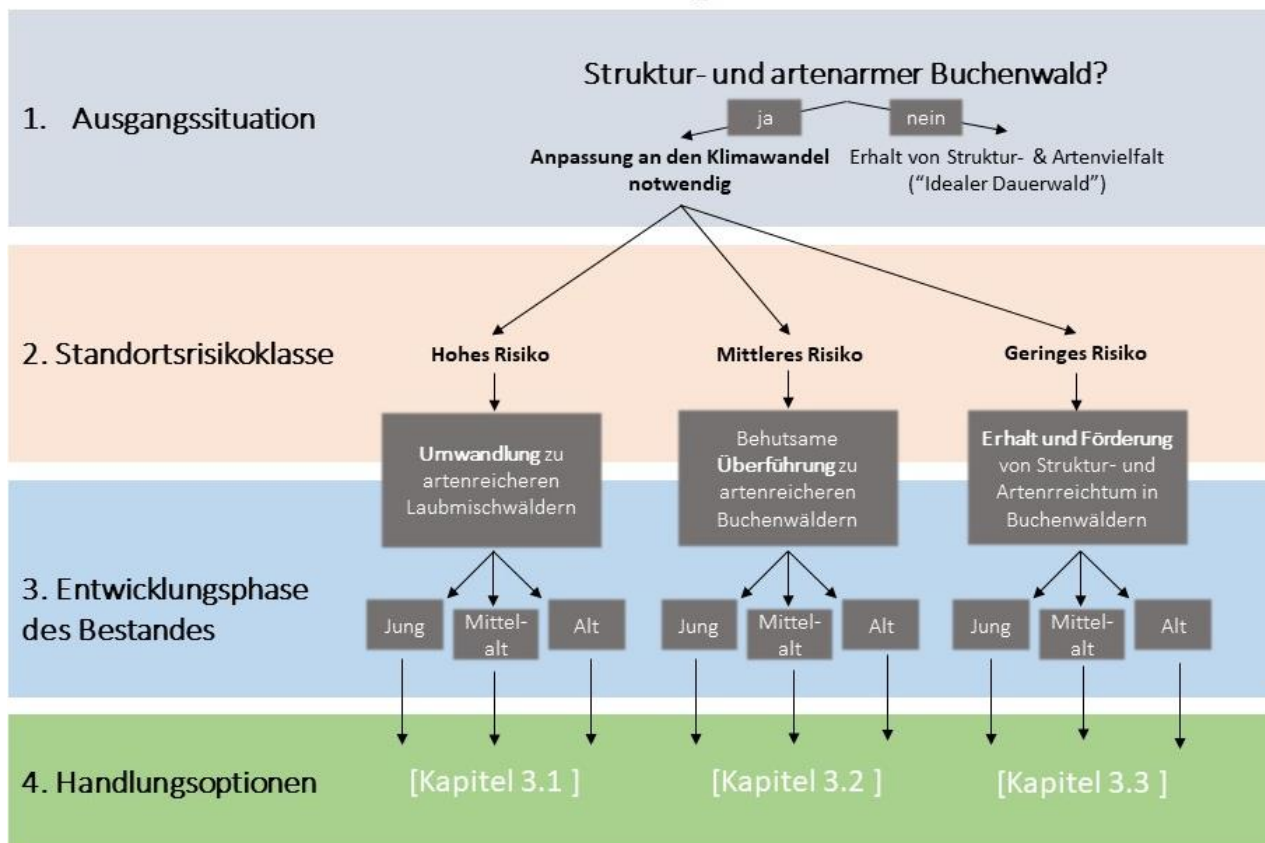 Struktur- und artenarmer Buchenwald?
1. Ausgangssituation
ja
nein
Anpassung an den Klimawandel
notwendig
Erhalt von Struktur- & Artenvielfalt
("Idealer Dauerwald")
2. Standortsrisikoklasse
Hohes Risiko
Mittleres Risiko
Geringes Risiko
Umwandlung zu
artenreicheren
Laubmischwäldern
Behutsame
Überführung zu
artenreicheren
Buchenwäldern
Erhalt und Förderung
von Struktur- und
Artenrreichtum in
Buchenwäldern
3. Entwicklungsphase
des Bestandes
Jung
Mittel-
alt
Alt
Jung
Mittel-
alt
Alt
Jung
Mittel-
alt
Alt
4. Handlungsoptionen
[Kapitel 3.1 ]
[Kapitel 3.2 ]
[Kapitel 3.3 ]